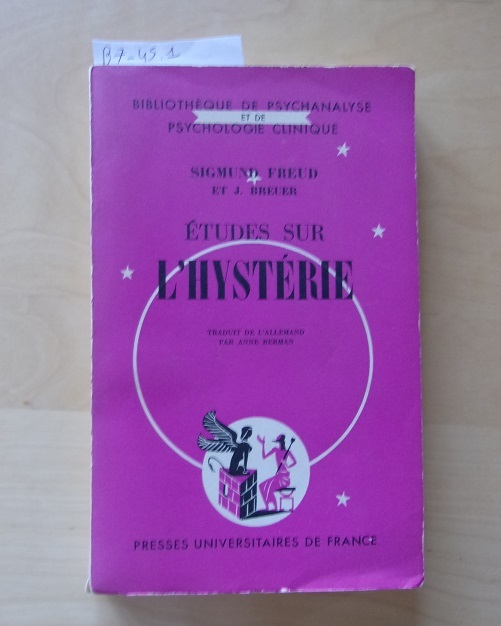 B7-45.1
BIBLIOTHÈQUE DE PSYCHANALYSE
ET DE
PSYCHOLOGIE CLINIQUE
SIGMUND FREUD
ET J. BREUER
ÉTUDES SUR
L'HYSTÉRIE
TRADUIT DE L'ALLEMAND
PAR ANNE BERMAN
PRESSES UNIVERSITAIRES DE FRANCE